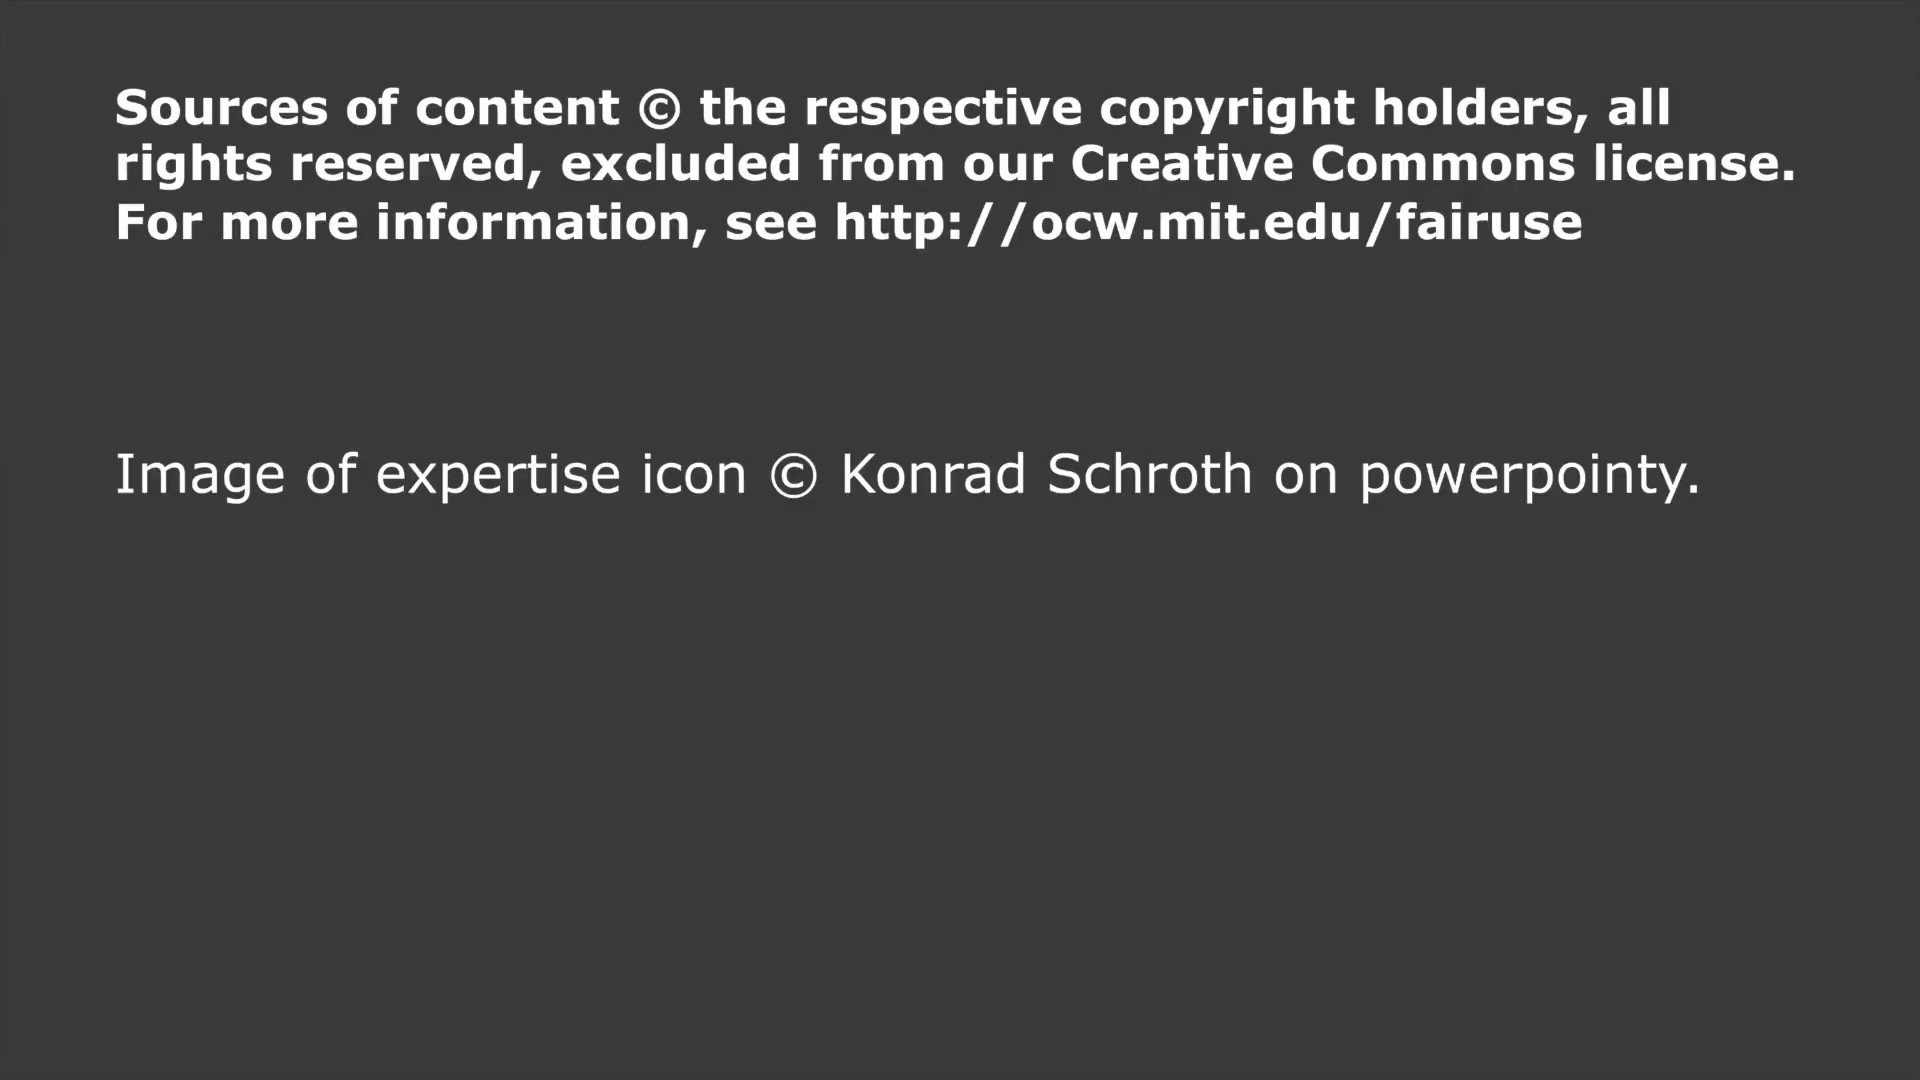 Sources of content © the respective copyright holders, all
rights reserved, excluded from our Creative Commons license.
For more information, see http://ocw.mit.edu/fairuse
Image of expertise icon © Konrad Schroth on powerpointy.